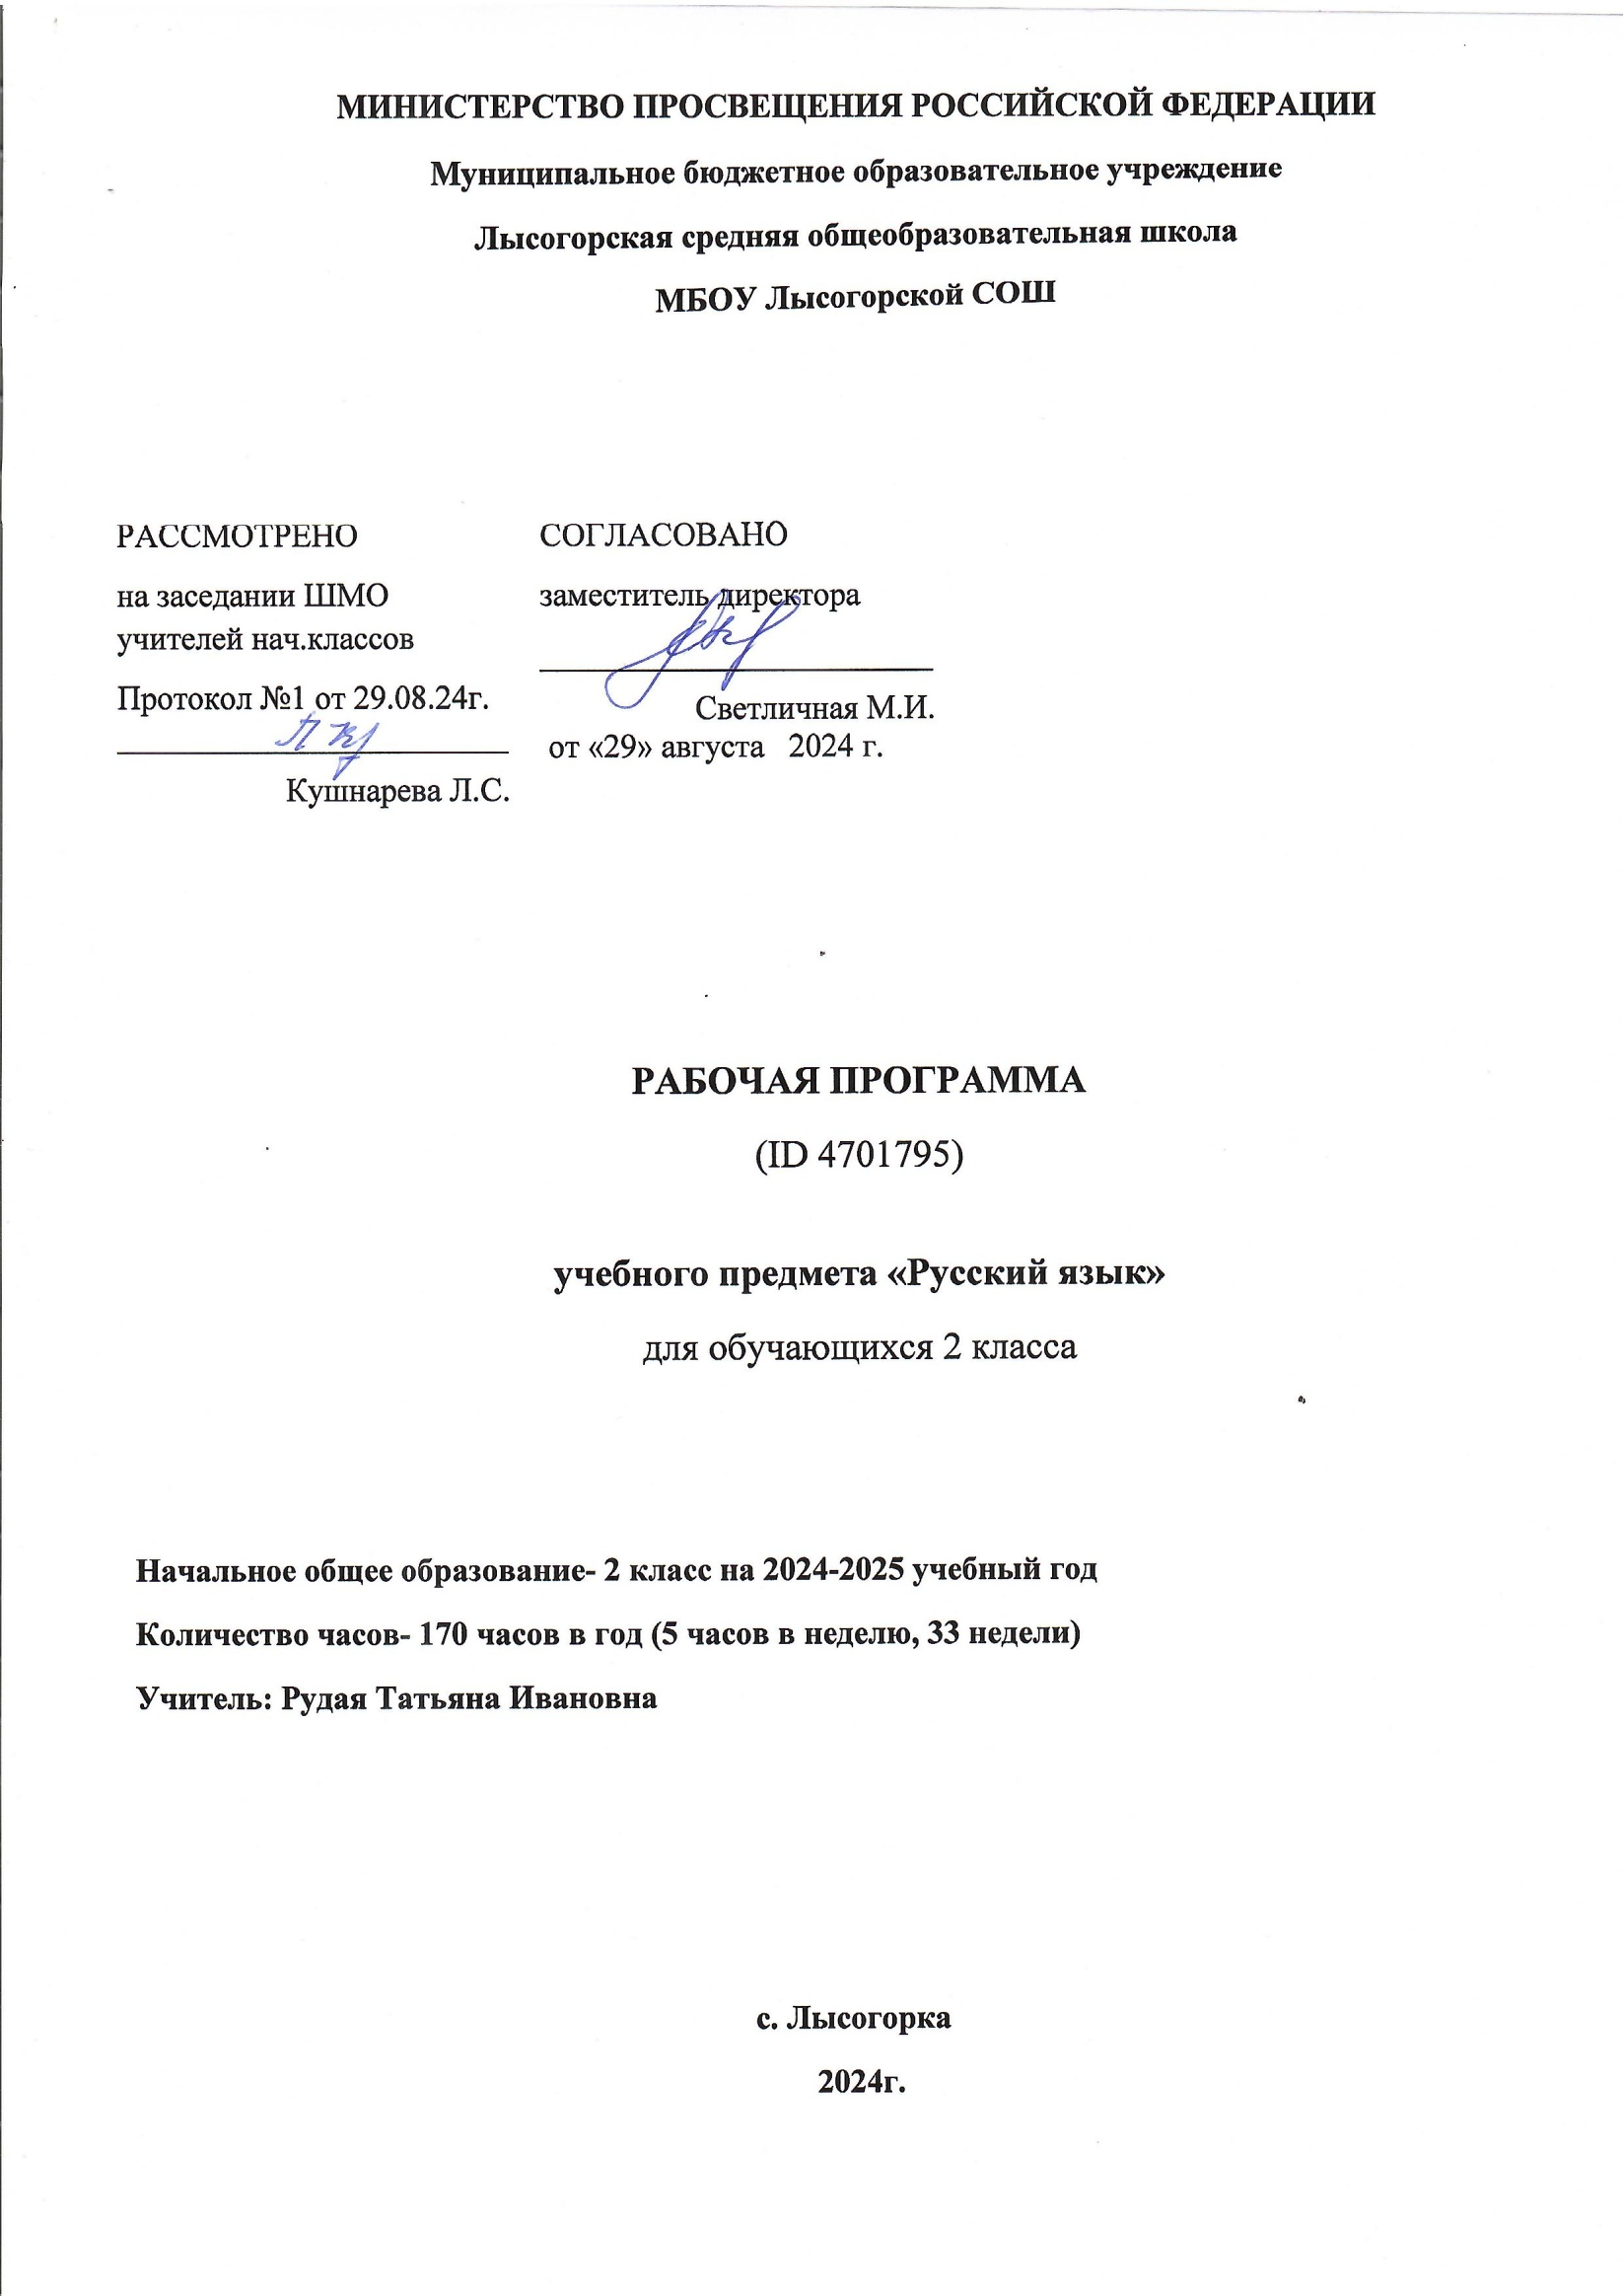 МИНИСТЕРСТВО ПРОСВЕЩЕНИЯ РОССИЙСКОЙ ФЕДЕРАЦИИ
Муниципальное бюджетное образовательное учреждение
Лысогорская средняя общеобразовательная школа
МБОУ Лысогорской СОШ
РАССМОТРЕНО
на заседании ШМО
учителей нач.классов
Протокол №1 от 29.08.24г.
Кушнарева Л.С.
СОГЛАСОВАНО
заместитель директора
Светличная М.И.
от «29» августа 2024 г.
РАБОЧАЯ ПРОГРАММА
(ID 4701795)
учебного предмета «Русский язык»
для обучающихся 2 класса
Начальное общее образование- 2 класс на 2024-2025 учебный год
Количество часов- 170 часов в год (5 часов в неделю, 33 недели)
Учитель: Рудая Татьяна Ивановна
с. Лысогорка
2024г.